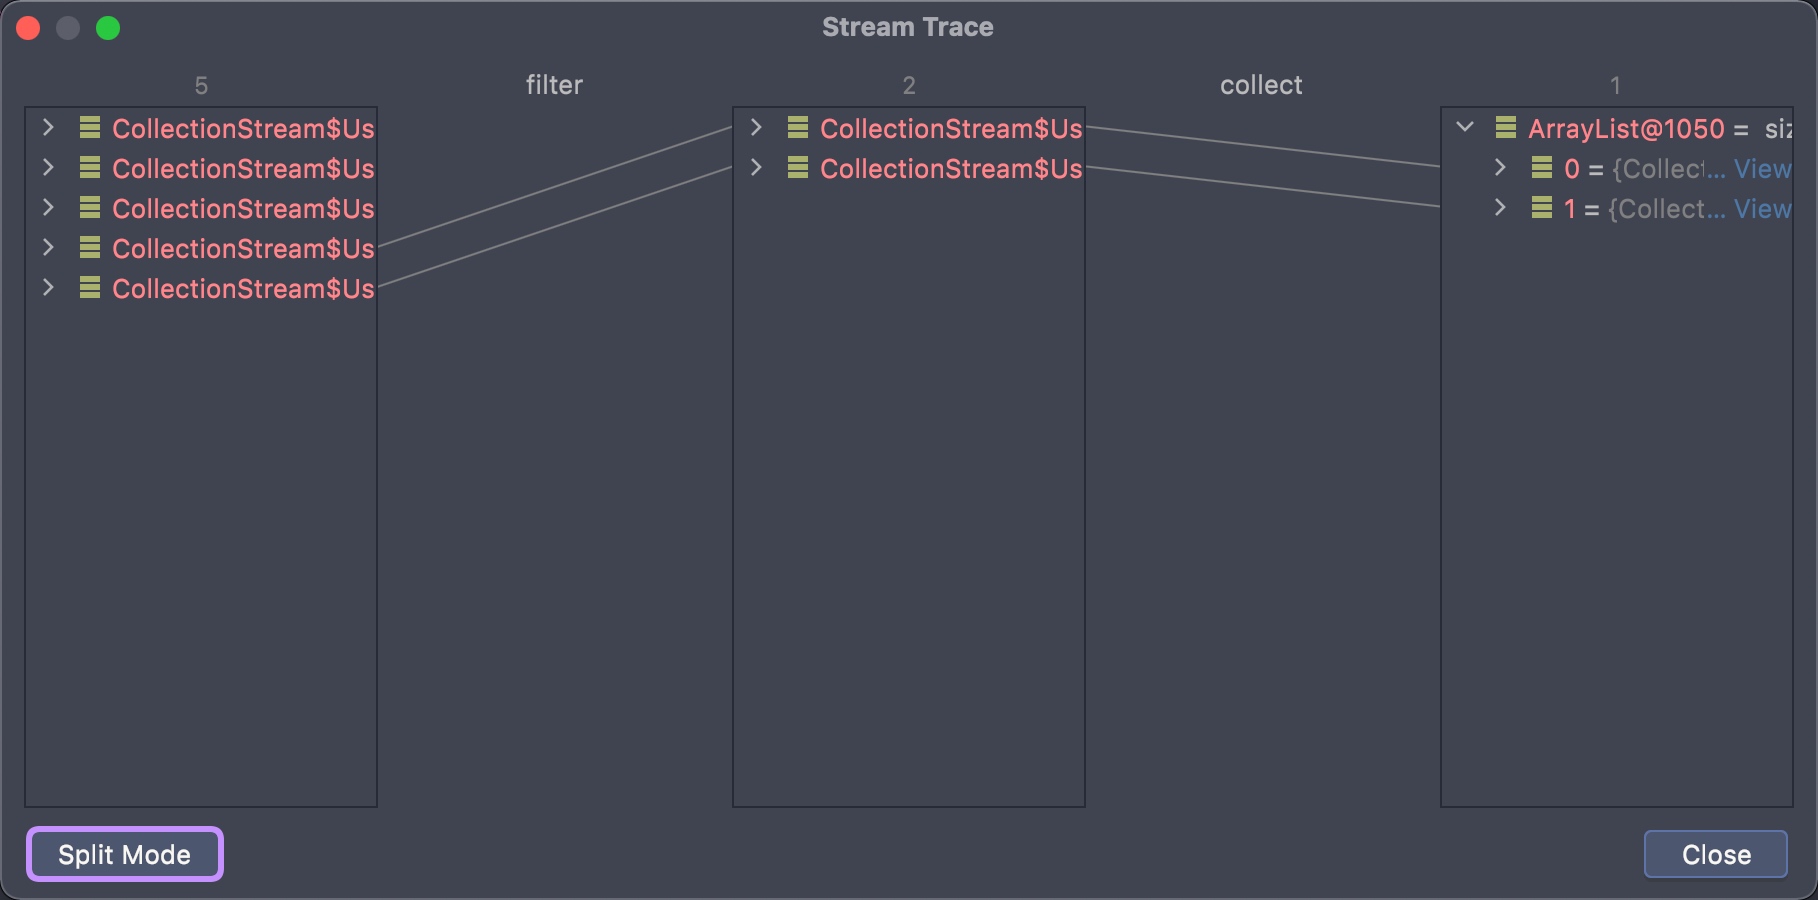 Stream Trace
5 filter 2 collect 1
CollectionStream$Us
CollectionStream$Us
CollectionStream$Us
CollectionStream$Us
CollectionStream$Us
CollectionStream$Us
CollectionStream$Us
ArrayList@1050 = siz
0 = {Collect... View
1 = {Collect... View
Split Mode
Close